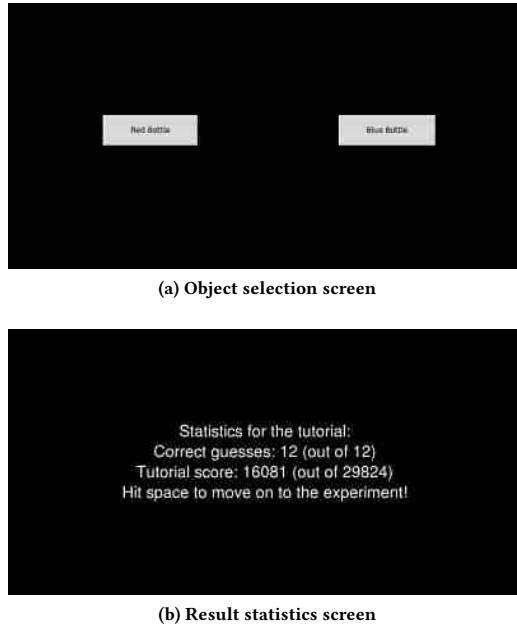 Red Bottle
Blue Bottle
(a) Object selection screen
Statistics for the tutorial:
Correct guesses: 12 (out of 12)
Tutorial score: 16081 (out of 29824)
Hit space to move on to the experiment!
(b) Result statistics screen